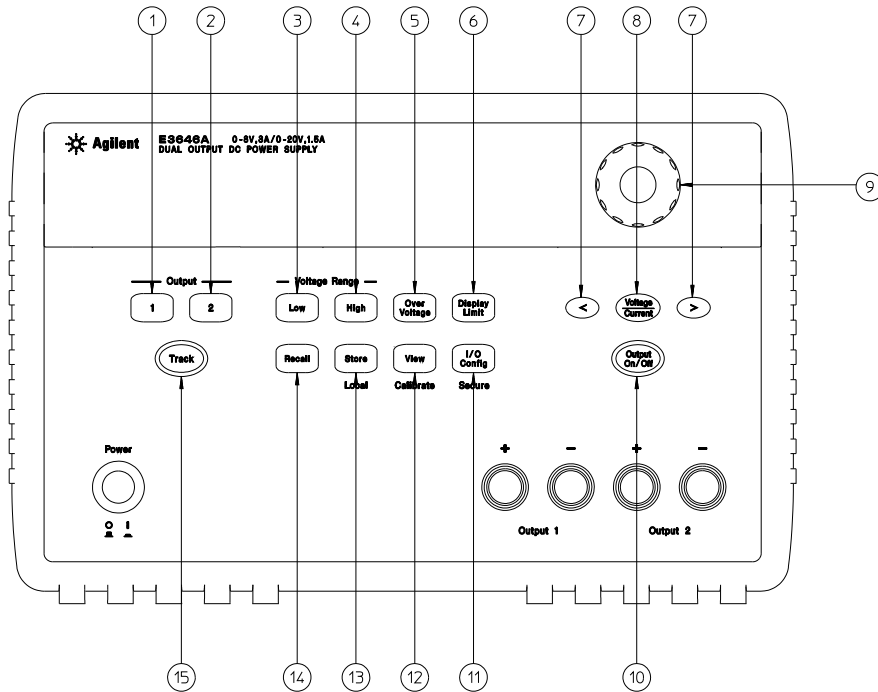 1 2 3 4 5 6 7 8 7
Agilent E3646A 0-8V,3A/0-20V,1.5A
DUAL OUTPUT DC POWER SUPPLY
9
Output Voltage Range
1 2 Low High Over Voltage Display Limit < Voltage Current >
Track Recall Store View I/O Config Output On/Off
Local Calibrate Secure
Power + - + -
Output 1 Output 2
15 14 13 12 11 10